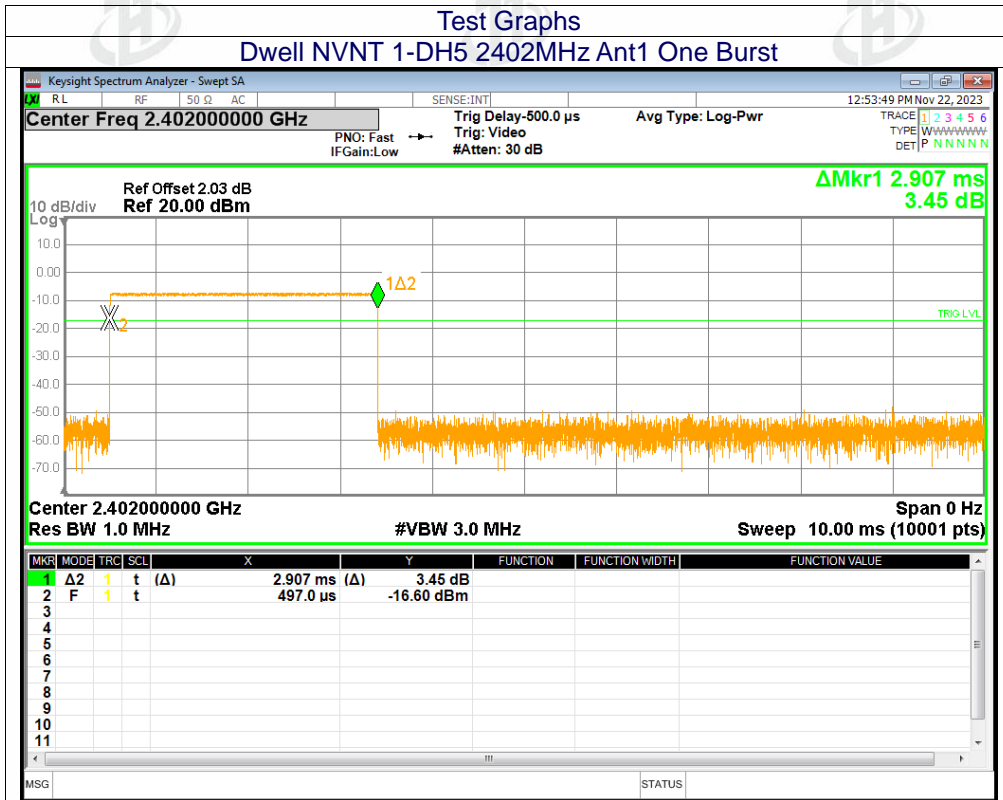 Test Graphs
Dwell NVNT 1-DH5 2402MHz Ant1 One Burst
Keysight Spectrum Analyzer - Swept SA
LXI RL RF 50 Ω AC SENSE:INT 12:53:49 PM Nov 22, 2023
Center Freq 2.402000000 GHz Trig Delay-500.0 µs Avg Type: Log-Pwr TRACE 1 2 3 4 5 6
PNO: Fast Trig: Video TYPE WWWWWW
IFGain:Low #Atten: 30 dB DET P N N N N N
ΔMkr1 2.907 ms
3.45 dB
Ref Offset 2.03 dB
10 dB/div Ref 20.00 dBm
Log
10.0
0.00
1Δ2
-10.0
TRIG LVL
2
-20.0
-30.0
-40.0
-50.0
-60.0
-70.0
Center 2.402000000 GHz Span 0 Hz
Res BW 1.0 MHz #VBW 3.0 MHz Sweep 10.00 ms (10001 pts)
MKR MODE TRC SCL X Y FUNCTION FUNCTION WIDTH FUNCTION VALUE
1 Δ2 1 t (Δ) 2.907 ms (Δ) 3.45 dB
2 F 1 t 497.0 µs -16.60 dBm
3
4
5
6
7
8
9
10
11
MSG STATUS